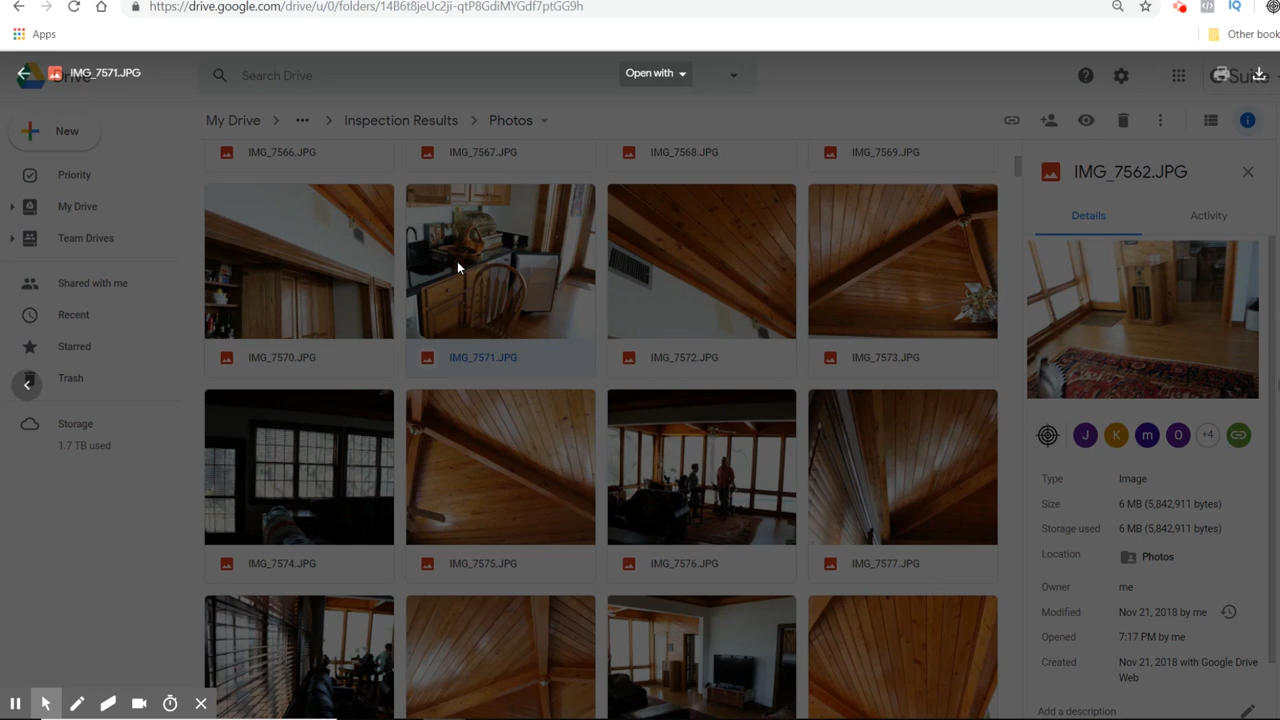 https://drive.google.com/drive/u/0/folders/14B6t8jeUc2ji-qtP8GdiMYGdf7ptGG9h
IQ
Apps
Other book
IMG_7571.JPG
Search Drive
Open with
Suite
New
My Drive
Inspection Results
Photos
Priority
My Drive
Team Drives
Shared with me
Recent
Starred
Trash
Storage
1.7 TB used
IMG_7566.JPG
IMG_7567.JPG
IMG_7568.JPG
IMG_7569.JPG
IMG_7570.JPG
IMG_7571.JPG
IMG_7572.JPG
IMG_7573.JPG
IMG_7574.JPG
IMG_7575.JPG
IMG_7576.JPG
IMG_7577.JPG
IMG_7562.JPG
Details
Activity
J
K
m
O
+4
Type
Image
Size
6 MB (5,842,911 bytes)
Storage used
6 MB (5,842,911 bytes)
Location
Photos
Owner
me
Modified
Nov 21, 2018 by me
Opened
7:17 PM by me
Created
Nov 21, 2018 with Google Drive
Web
Add a description